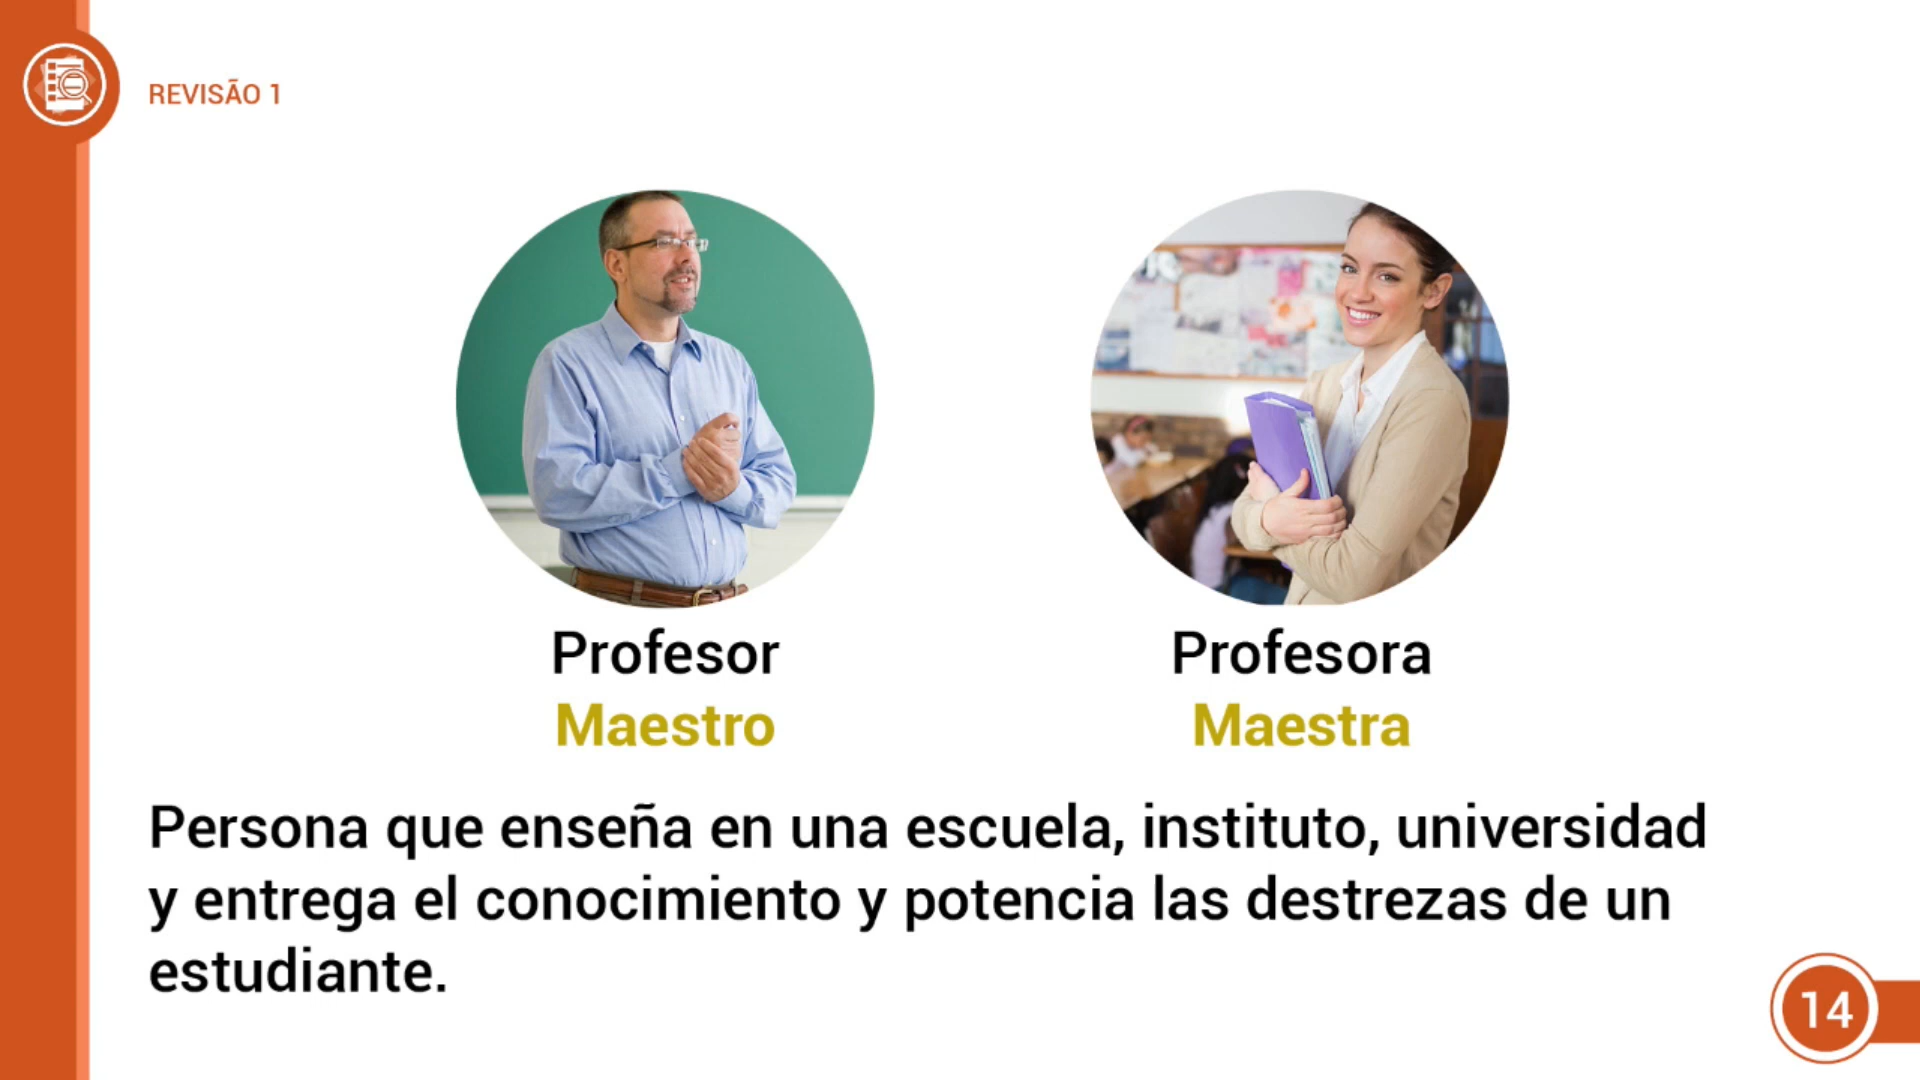 REVISÃO 1
Profesor
Maestro
Profesora
Maestra
Persona que enseña en una escuela, instituto, universidad
y entrega el conocimiento y potencia las destrezas de un
estudiante.
14